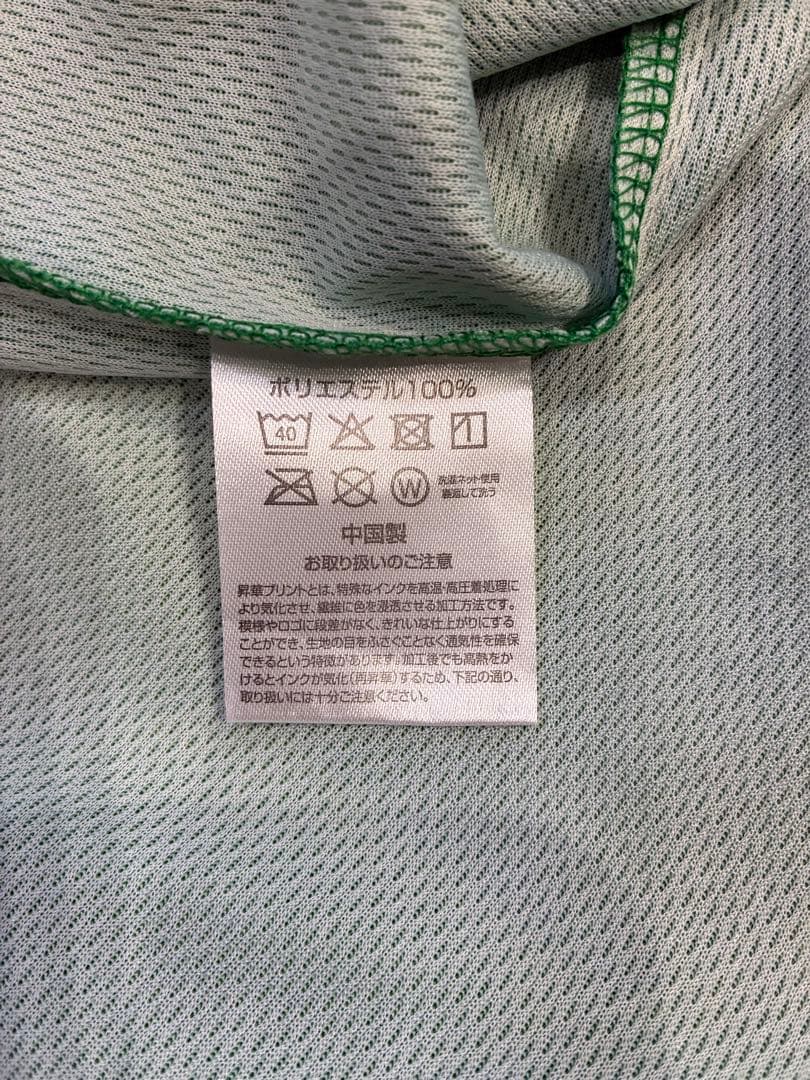 ポリエステル100%
40
W 洗濯ネット使用
裏返して洗う
中国製
お取り扱いのご注意
昇華プリントとは、特殊なインクを高温・高圧着処理に
より気化させ、繊維に色を浸透させる加工方法です。
模様やロゴに段差がなく、きれいな仕上がりにする
ことができ、生地の目をふさぐことなく通気性を確保
できるという特徴があります。加工後でも高熱をか
けるとインクが気化(再昇華)するため、下記の通り、
取り扱いには十分ご注意ください。